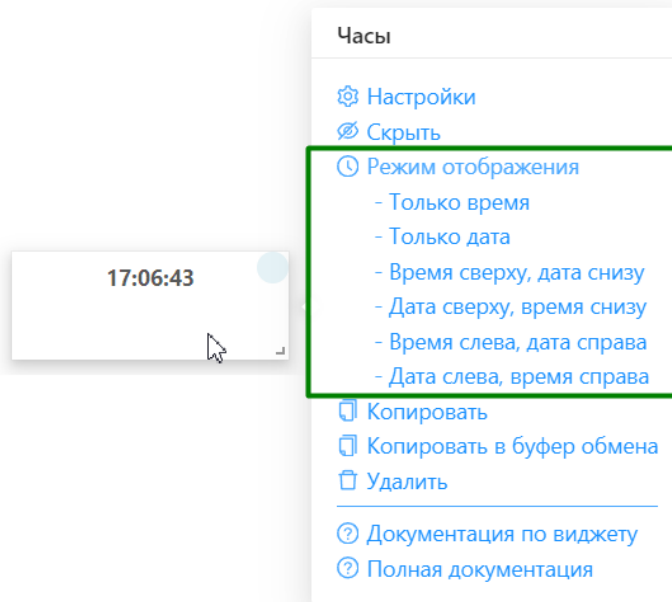 Часы
Настройки
Скрыть
Режим отображения
- Только время
- Только дата
- Время сверху, дата снизу
- Дата сверху, время снизу
- Время слева, дата справа
- Дата слева, время справа
Копировать
Копировать в буфер обмена
Удалить
Документация по виджету
Полная документация
17:06:43